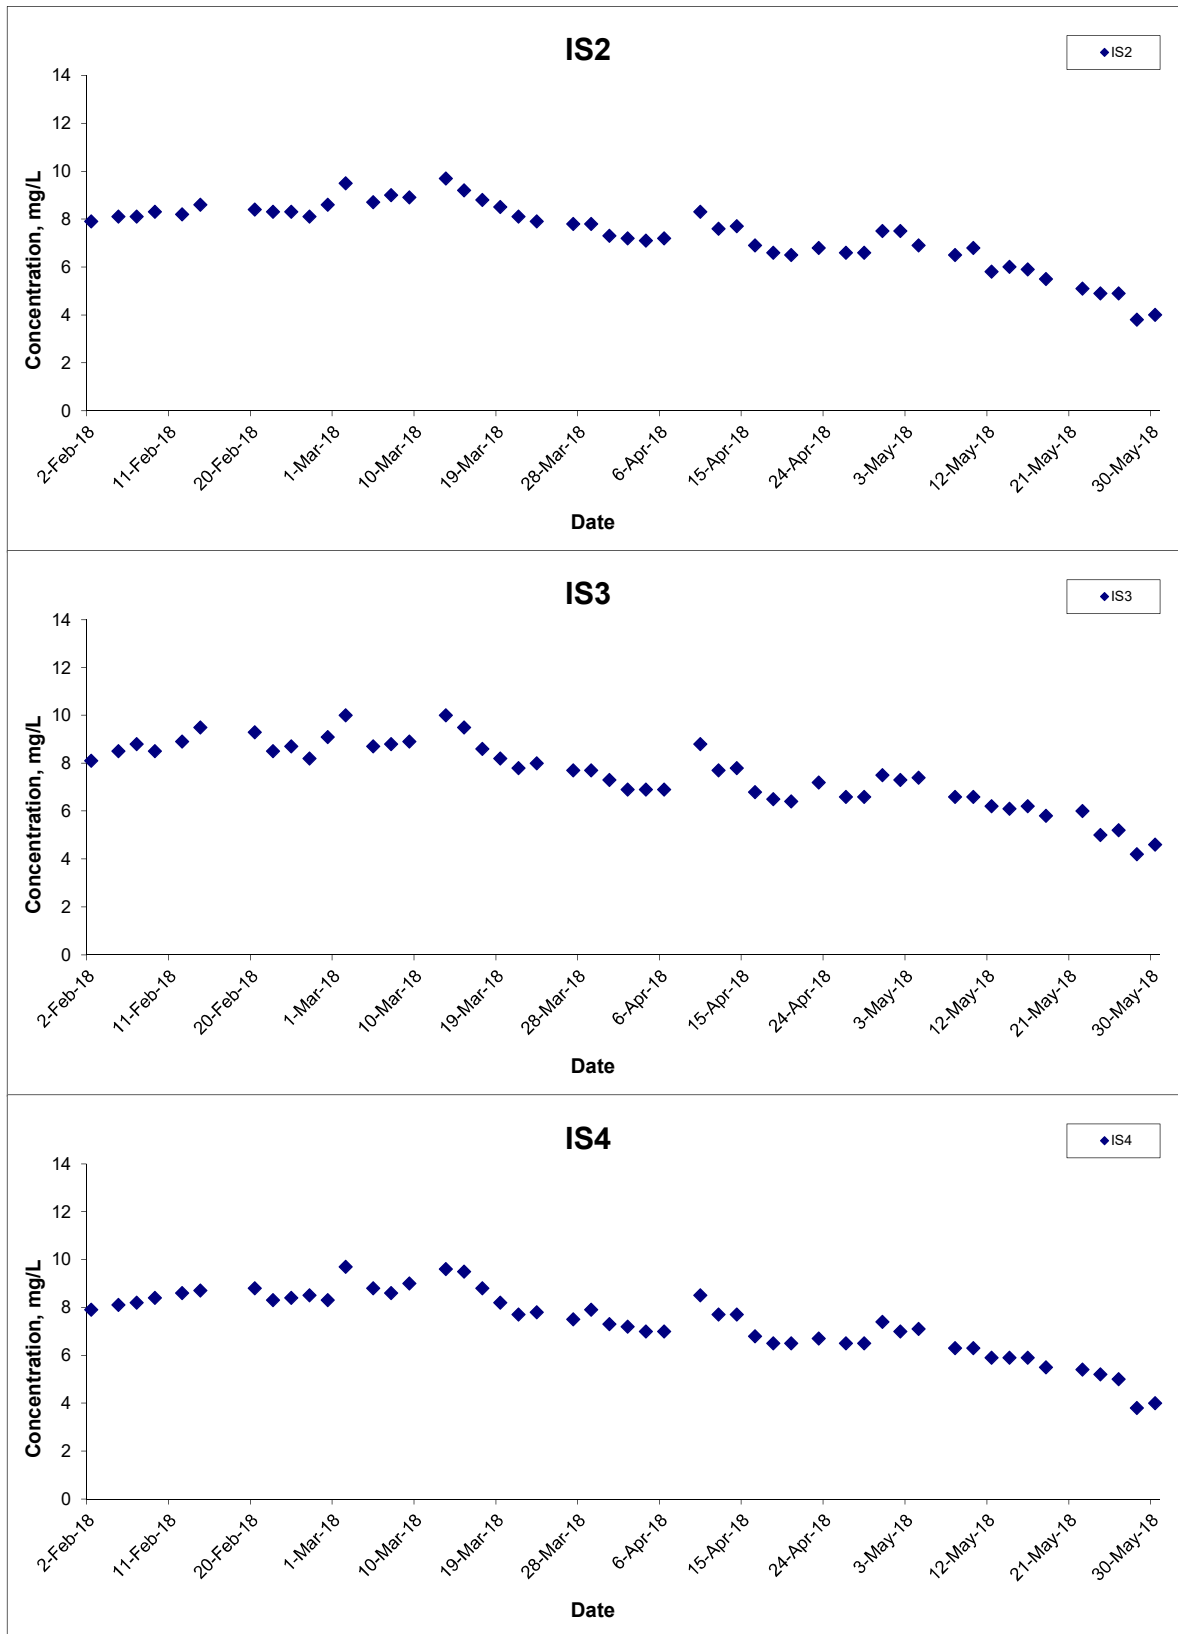 IS2
IS2
14
12
10
8
6
4
2
0
Concentration, mg/L
2-Feb-18
11-Feb-18
20-Feb-18
1-Mar-18
10-Mar-18
19-Mar-18
28-Mar-18
6-Apr-18
15-Apr-18
24-Apr-18
3-May-18
12-May-18
21-May-18
30-May-18
Date
IS3
IS3
14
12
10
8
6
4
2
0
Concentration, mg/L
2-Feb-18
11-Feb-18
20-Feb-18
1-Mar-18
10-Mar-18
19-Mar-18
28-Mar-18
6-Apr-18
15-Apr-18
24-Apr-18
3-May-18
12-May-18
21-May-18
30-May-18
Date
IS4
IS4
14
12
10
8
6
4
2
0
Concentration, mg/L
2-Feb-18
11-Feb-18
20-Feb-18
1-Mar-18
10-Mar-18
19-Mar-18
28-Mar-18
6-Apr-18
15-Apr-18
24-Apr-18
3-May-18
12-May-18
21-May-18
30-May-18
Date